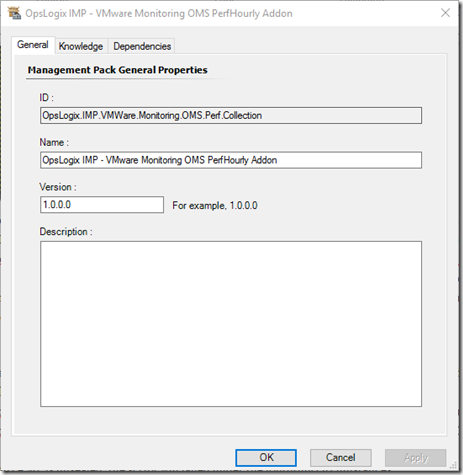 OpsLogix IMP - VMware Monitoring OMS PerfHourly Addon
General Knowledge Dependencies
Management Pack General Properties
ID :
OpsLogix.IMP.VMWare.Monitoring.OMS.Perf.Collection
Name :
OpsLogix IMP - VMware Monitoring OMS PerfHourly Addon
Version :
1.0.0.0 For example, 1.0.0.0
Description :
OK Cancel Apply